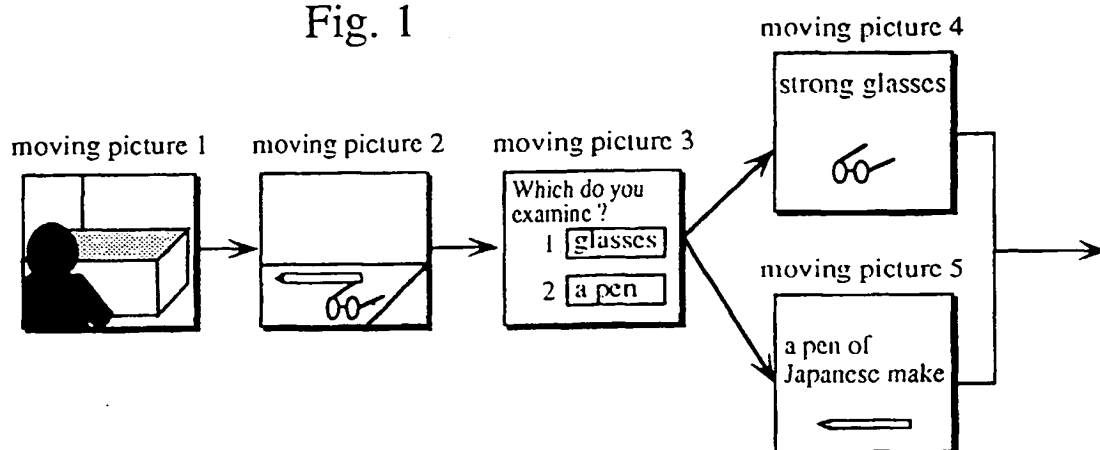 Fig. 1
moving picture 1
moving picture 2
moving picture 3
Which do you
examine ?
1 glasses
2 a pen
moving picture 4
strong glasses
moving picture 5
a pen of
Japanese make